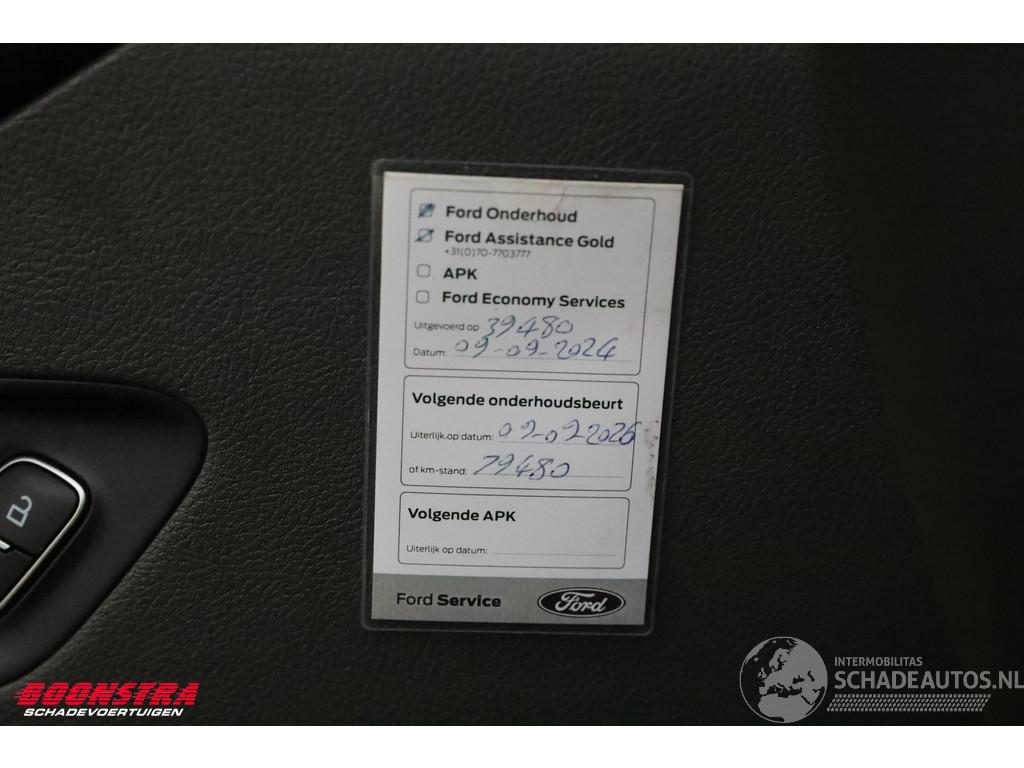 Ford Onderhoud
Ford Assistance Gold
+31(0)70-7703777
APK
Ford Economy Services
Uitgevoerd op 39480
Datum: 09-09-2024
Volgende onderhoudsbeurt
Uiterlijk op datum: 09-09-2026
of km-stand: 79480
Volgende APK
Uiterlijk op datum:
Ford Service
Ford
BOONSTRA
SCHADEVOERTUIGEN
INTERMOBILITAS
SCHADEAUTOS.NL